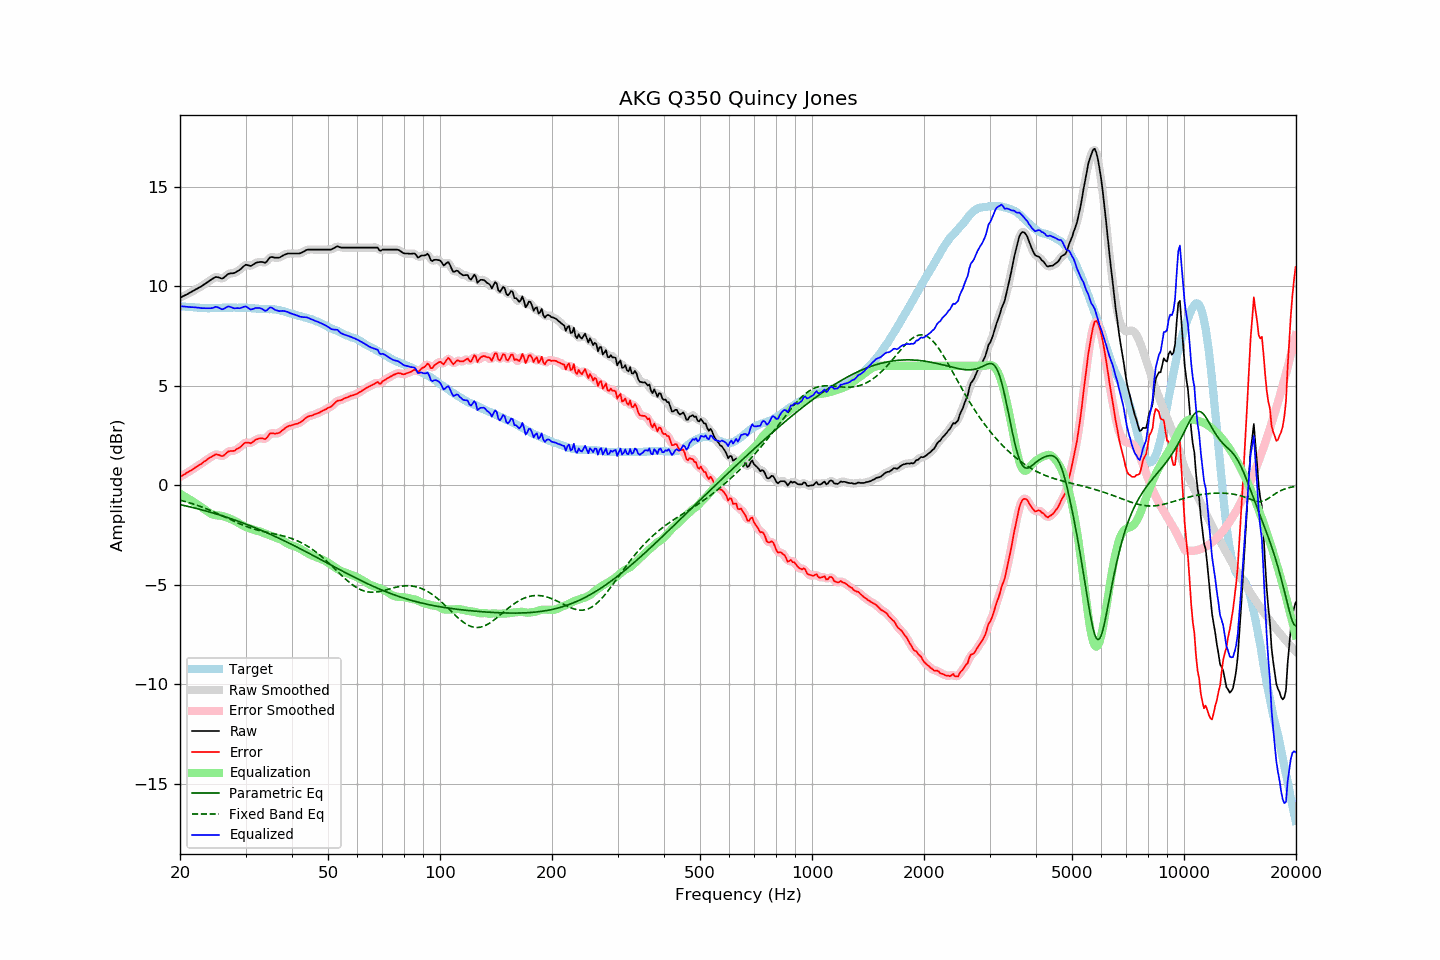 AKG Q350 Quincy Jones
Amplitude (dBr)
15
10
5
0
−5
−10
−15
Target
Raw Smoothed
Error Smoothed
Raw
Error
Equalization
Parametric Eq
Fixed Band Eq
Equalized
20 50 100 200 500 1000 2000 5000 10000 20000
Frequency (Hz)